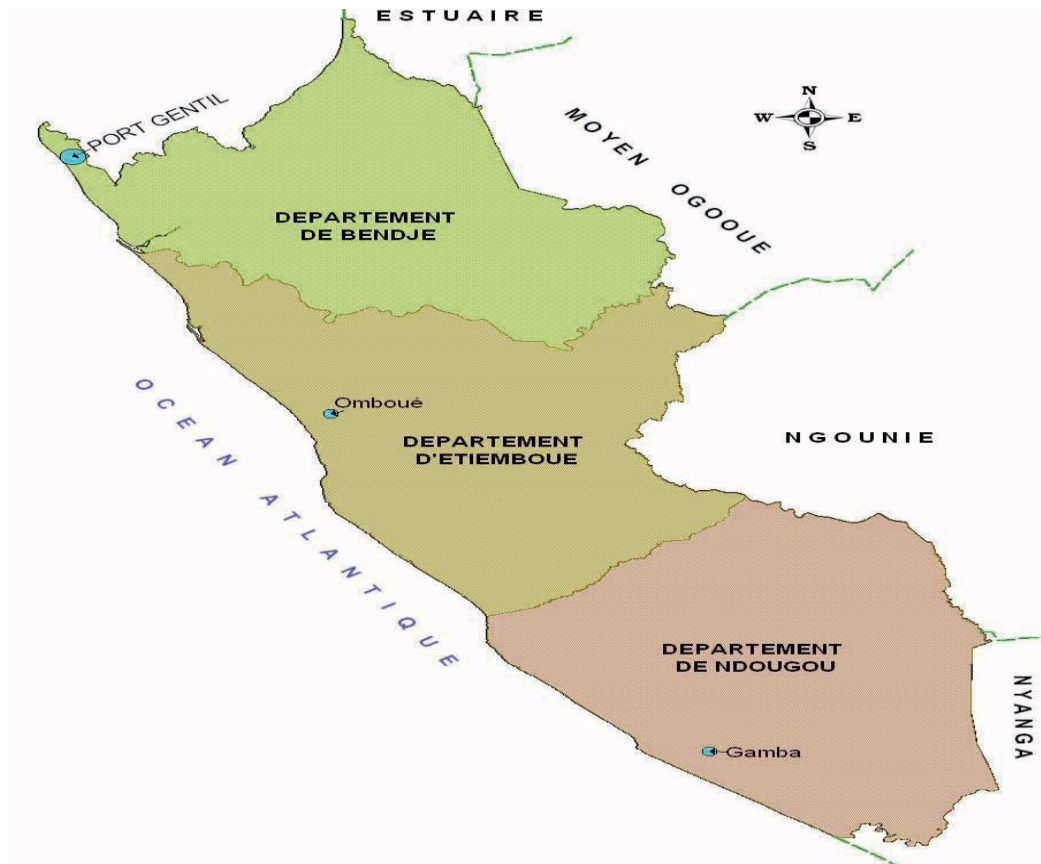 ESTUAIRE
N
W E
S
PORT GENTIL
MOYEN OGOOUE
DEPARTEMENT
DE BENDJE
Omboué
OCEAN ATLANTIQUE
DEPARTEMENT
D'ETIEMBOUE
NGOUNIE
DEPARTEMENT
DE NDOUGOU
NYANGA
Gamba